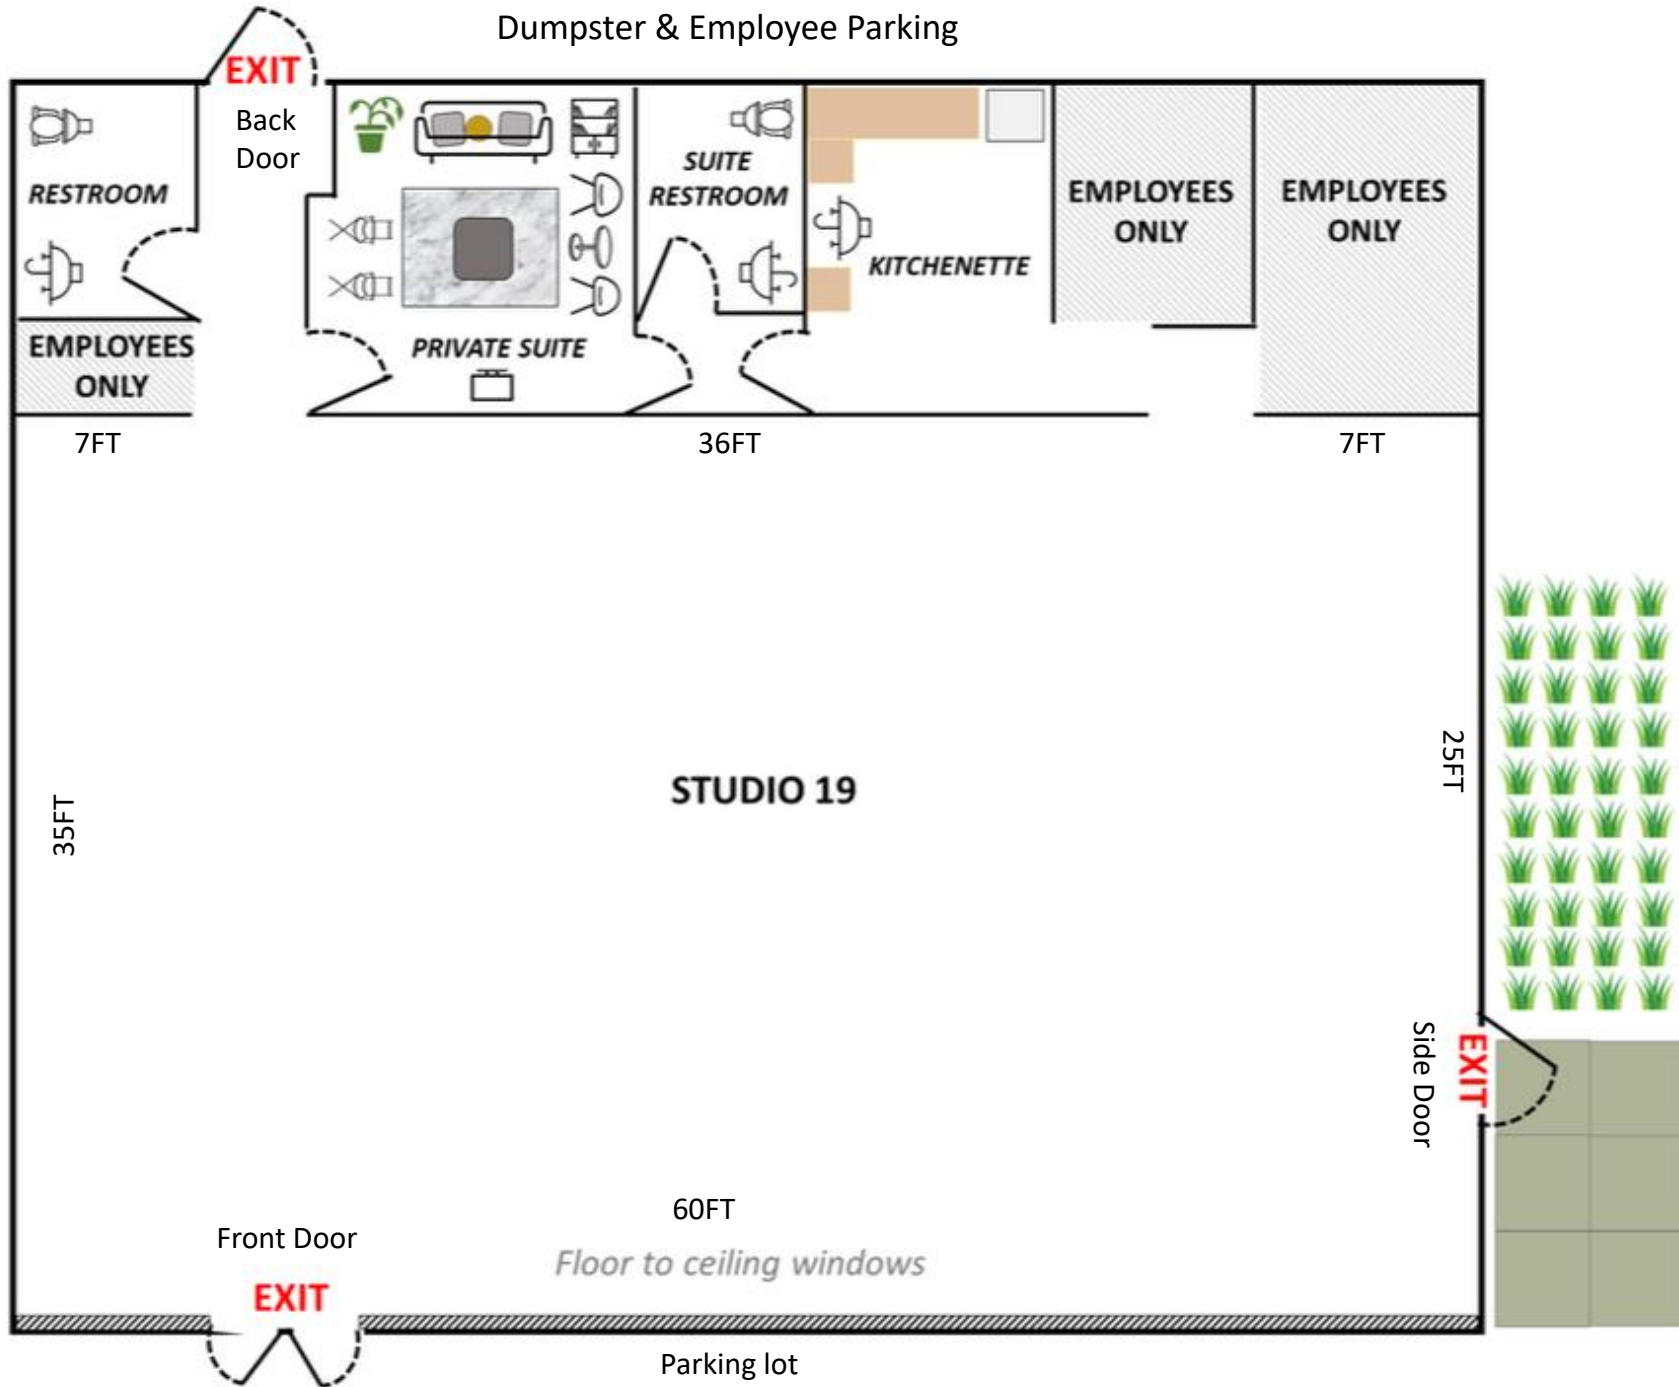 Dumpster & Employee Parking
EXIT
Back
Door
RESTROOM
SUITE
RESTROOM
KITCHENETTE
EMPLOYEES
ONLY
EMPLOYEES
ONLY
EMPLOYEES
ONLY
PRIVATE SUITE
7FT
36FT
7FT
STUDIO 19
35FT
25FT
Side Door
EXIT
60FT
Front Door
Floor to ceiling windows
EXIT
Parking lot